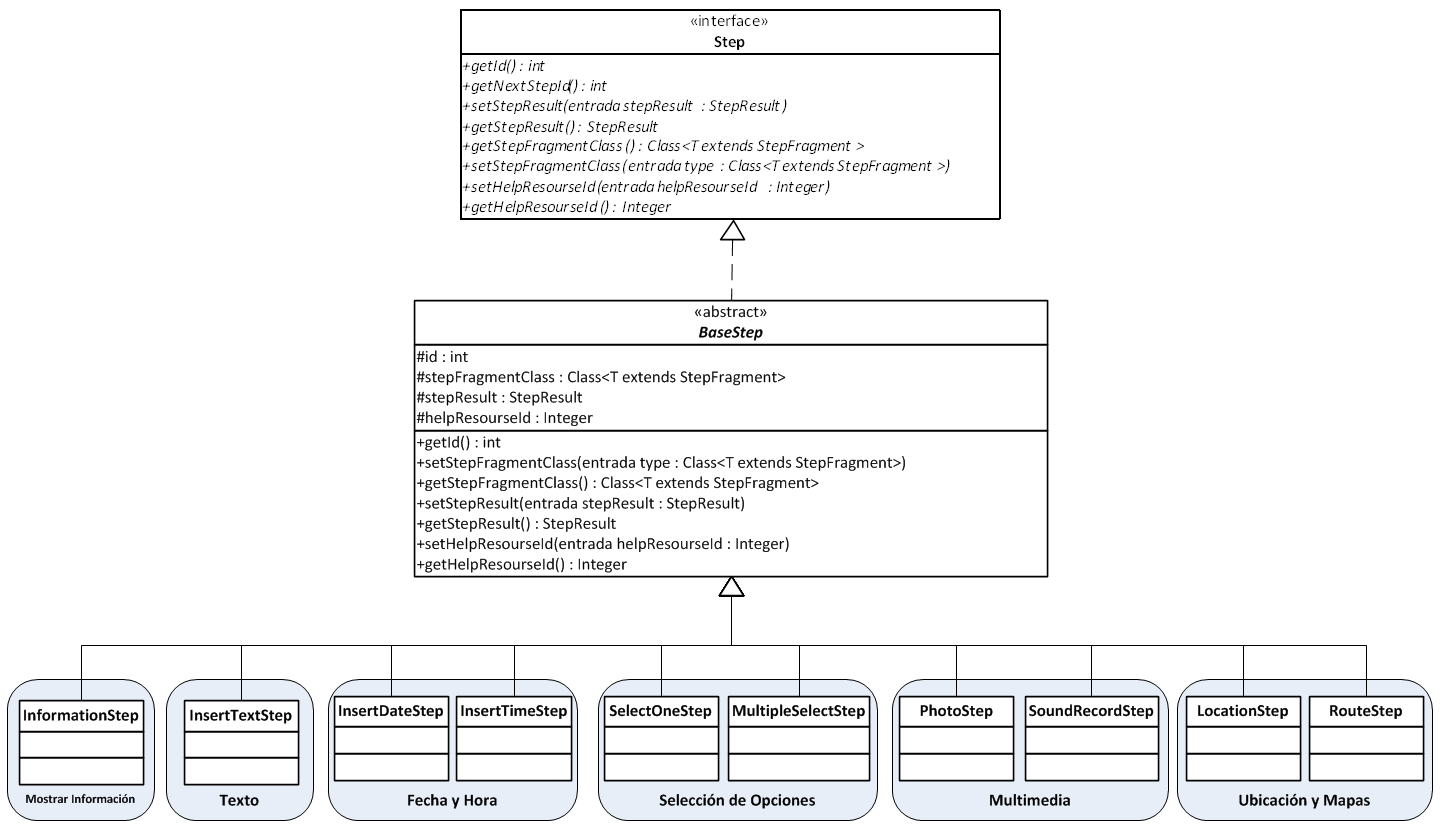 «interface»
Step
+getId() : int
+getNextStepId() : int
+setStepResult(entrada stepResult : StepResult)
+getStepResult() : StepResult
+getStepFragmentClass() : Class<T extends StepFragment >
+setStepFragmentClass(entrada type : Class<T extends StepFragment >)
+setHelpResourseId(entrada helpResourseId : Integer)
+getHelpResourseId() : Integer
«abstract»
BaseStep
#id : int
#stepFragmentClass : Class<T extends StepFragment>
#stepResult : StepResult
#helpResourseId : Integer
+getId() : int
+setStepFragmentClass(entrada type : Class<T extends StepFragment>)
+getStepFragmentClass() : Class<T extends StepFragment>
+setStepResult(entrada stepResult : StepResult)
+getStepResult() : StepResult
+setHelpResourseId(entrada helpResourseId : Integer)
+getHelpResourseId() : Integer
InformationStep
Mostrar Información
InsertTextStep
Texto
InsertDateStep
InsertTimeStep
Fecha y Hora
SelectOneStep
MultipleSelectStep
Selección de Opciones
PhotoStep
SoundRecordStep
Multimedia
LocationStep
RouteStep
Ubicación y Mapas